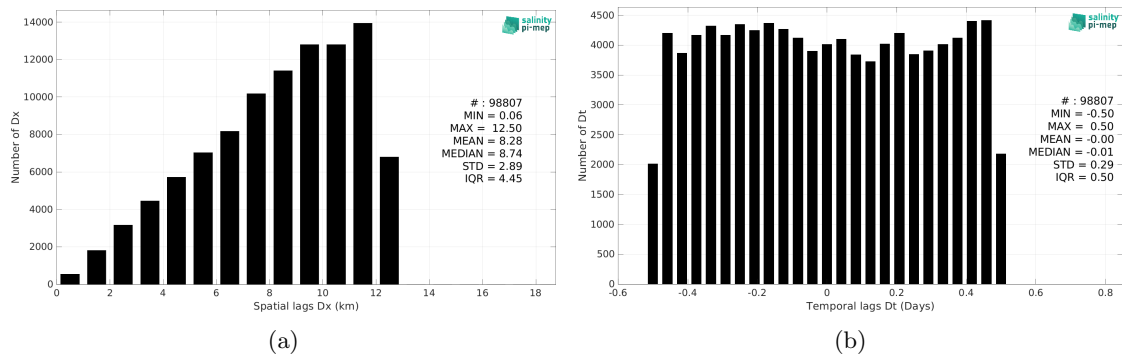 14000
12000
10000
8000
6000
4000
2000
0
Number of Dx
0 2 4 6 8 10 12 14 16 18
Spatial lags Dx (km)
salinity
pi-mep
# : 98807
MIN = 0.06
MAX = 12.50
MEAN = 8.28
MEDIAN = 8.74
STD = 2.89
IQR = 4.45
(a)
4500
4000
3500
3000
2500
2000
1500
1000
500
0
Number of Dt
-0.6 -0.4 -0.2 0 0.2 0.4 0.6 0.8
Temporal lags Dt (Days)
salinity
pi-mep
# : 98807
MIN = -0.50
MAX = 0.50
MEAN = -0.00
MEDIAN = -0.01
STD = 0.29
IQR = 0.50
(b)